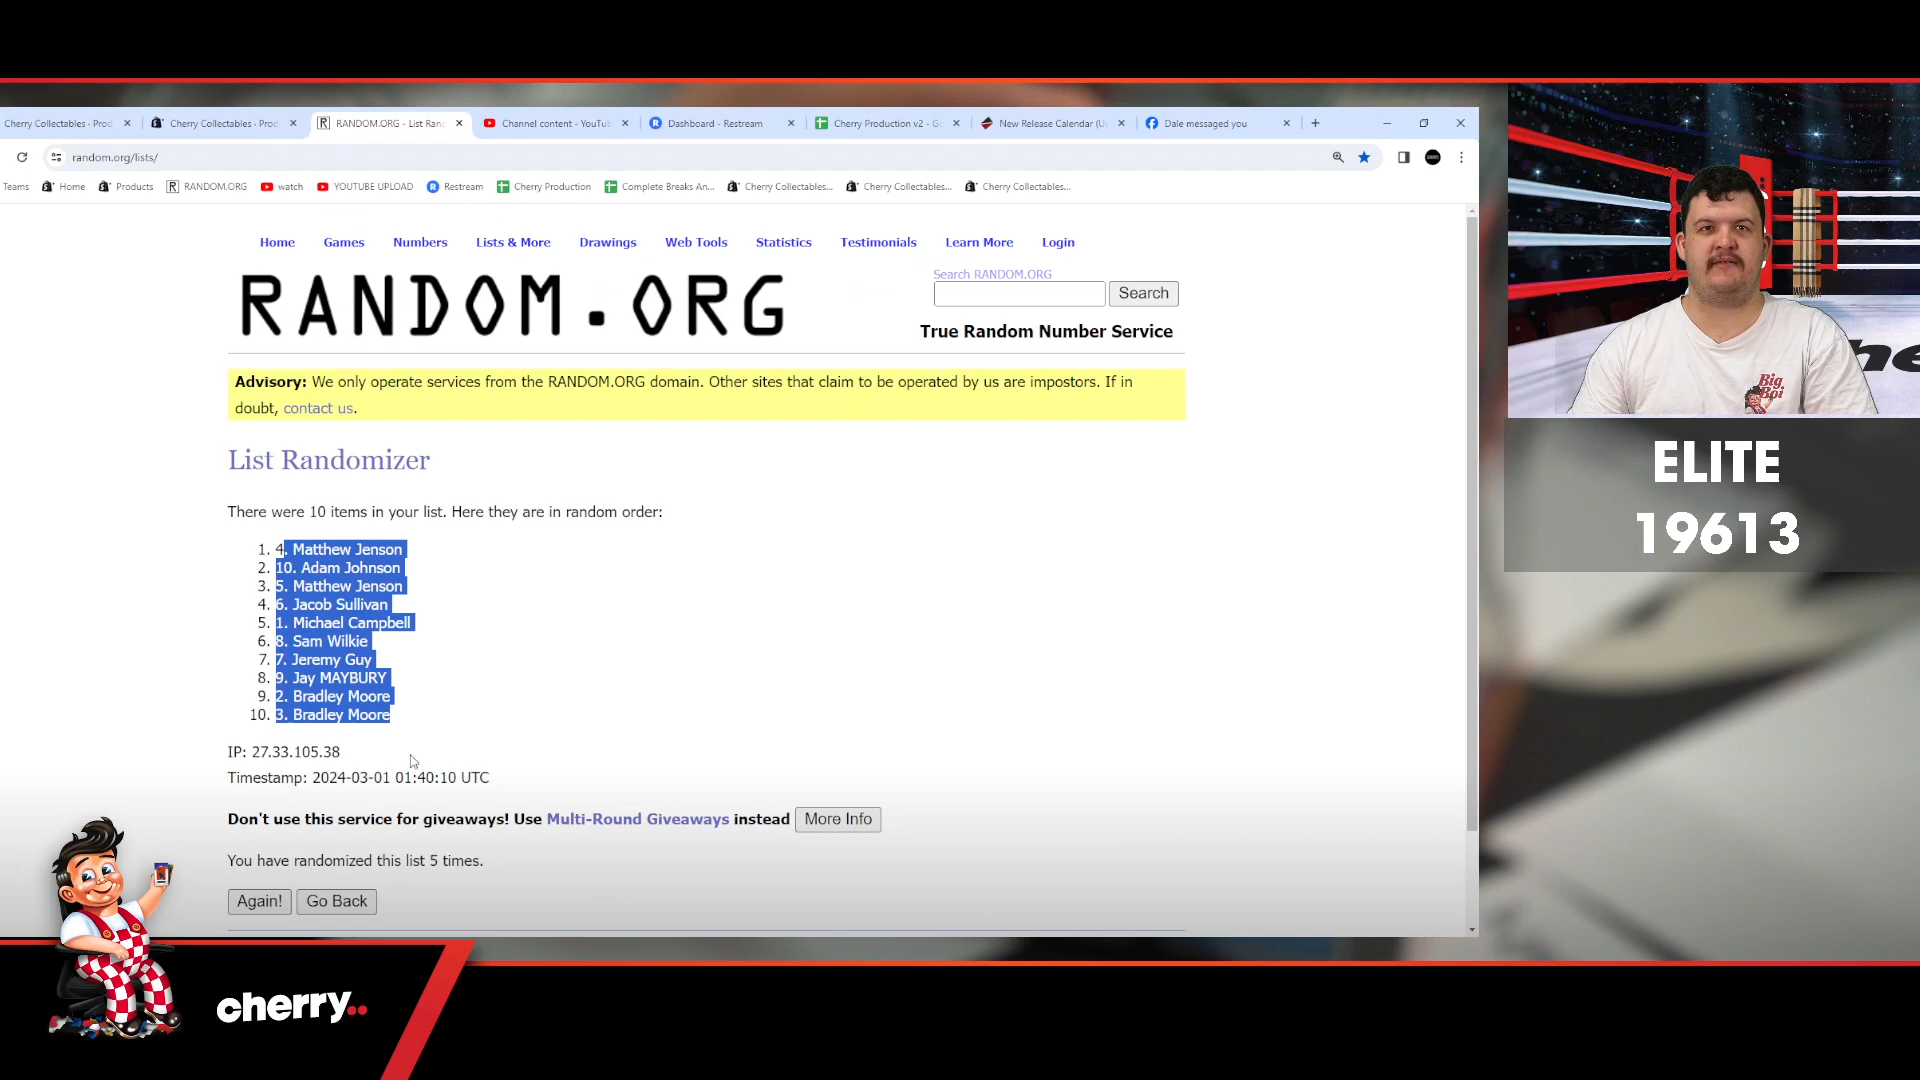 Cherry Collectables - Prod
Cherry Collectables - Prod
RANDOM.ORG - List Ran
Channel content - YouTub
Dashboard - Restream
Cherry Production v2 - Go
New Release Calendar (U
Dale messaged you
random.org/lists/
Teams
Home
Products
RANDOM.ORG
watch
YOUTUBE UPLOAD
Restream
Cherry Production
Complete Breaks An...
Cherry Collectables...
Cherry Collectables...
Cherry Collectables...
Home Games Numbers Lists & More Drawings Web Tools Statistics Testimonials Learn More Login
RANDOM.ORG
Search RANDOM.ORG
Search
True Random Number Service
Advisory: We only operate services from the RANDOM.ORG domain. Other sites that claim to be operated by us are impostors. If in
doubt, contact us.
List Randomizer
There were 10 items in your list. Here they are in random order:
1. 4. Matthew Jenson
2. 10. Adam Johnson
3. 5. Matthew Jenson
4. 6. Jacob Sullivan
5. 1. Michael Campbell
6. 8. Sam Wilkie
7. 7. Jeremy Guy
8. 9. Jay MAYBURY
9. 2. Bradley Moore
10. 3. Bradley Moore
IP: 27.33.105.38
Timestamp: 2024-03-01 01:40:10 UTC
Don't use this service for giveaways! Use Multi-Round Giveaways instead More Info
You have randomized this list 5 times.
Again! Go Back
cherry..
Big
Boi
he
ELITE
19613